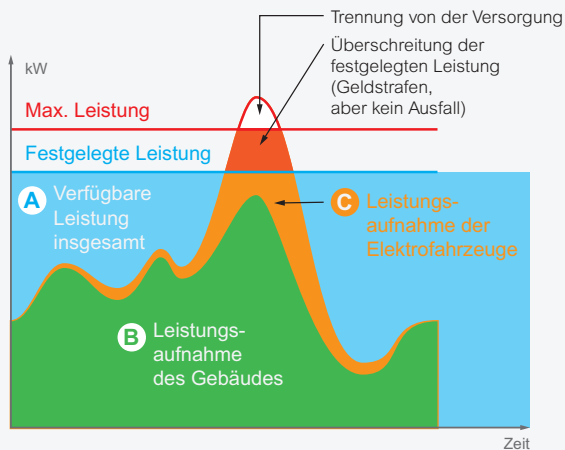 Trennung von der Versorgung
Überschreitung der
festgelegten Leistung
(Geldstrafen,
aber kein Ausfall)
kW
Max. Leistung
Festgelegte Leistung
A Verfügbare
Leistung
insgesamt
C Leistungs-
aufnahme der
Elektrofahrzeuge
B Leistungs-
aufnahme
des Gebäudes
Zeit